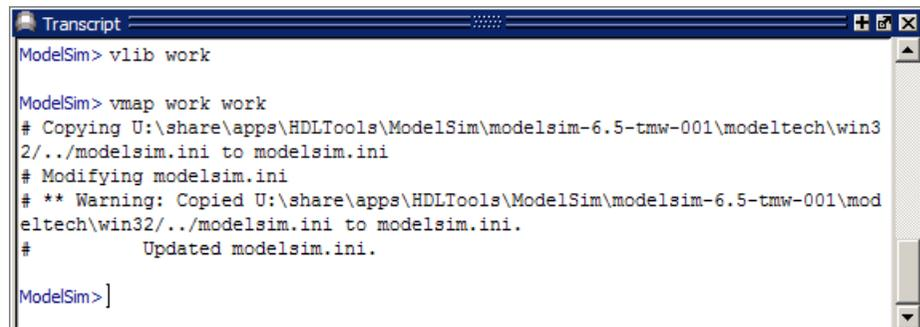 Transcript
ModelSim> vlib work
ModelSim> vmap work work
# Copying U:\share\apps\HDLTools\ModelSim\modelsim-6.5-tmw-001\modeltech\win3
2/../modelsim.ini to modelsim.ini
# Modifying modelsim.ini
# ** Warning: Copied U:\share\apps\HDLTools\ModelSim\modelsim-6.5-tmw-001\mod
eltech\win32/../modelsim.ini to modelsim.ini.
#          Updated modelsim.ini.
ModelSim>